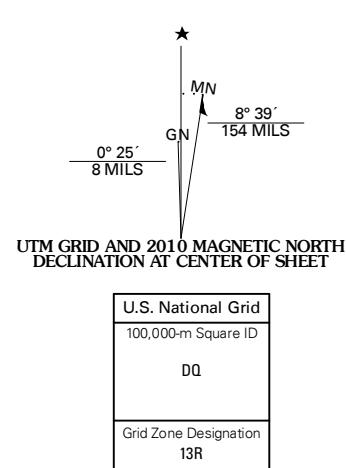 ★
MN
8° 39´
154 MILS
GN
0° 25´
8 MILS
UTM GRID AND 2010 MAGNETIC NORTH
DECLINATION AT CENTER OF SHEET
U.S. National Grid
100,000-m Square ID
DQ
Grid Zone Designation
13R